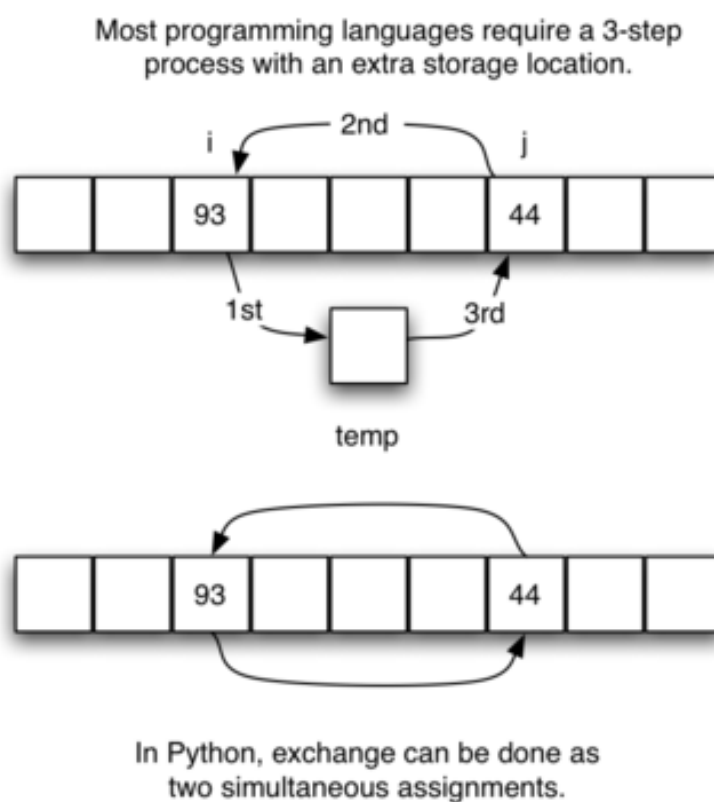 Most programming languages require a 3-step
process with an extra storage location.
2nd
i
j
93
44
1st
3rd
temp
93
44
In Python, exchange can be done as
two simultaneous assignments.